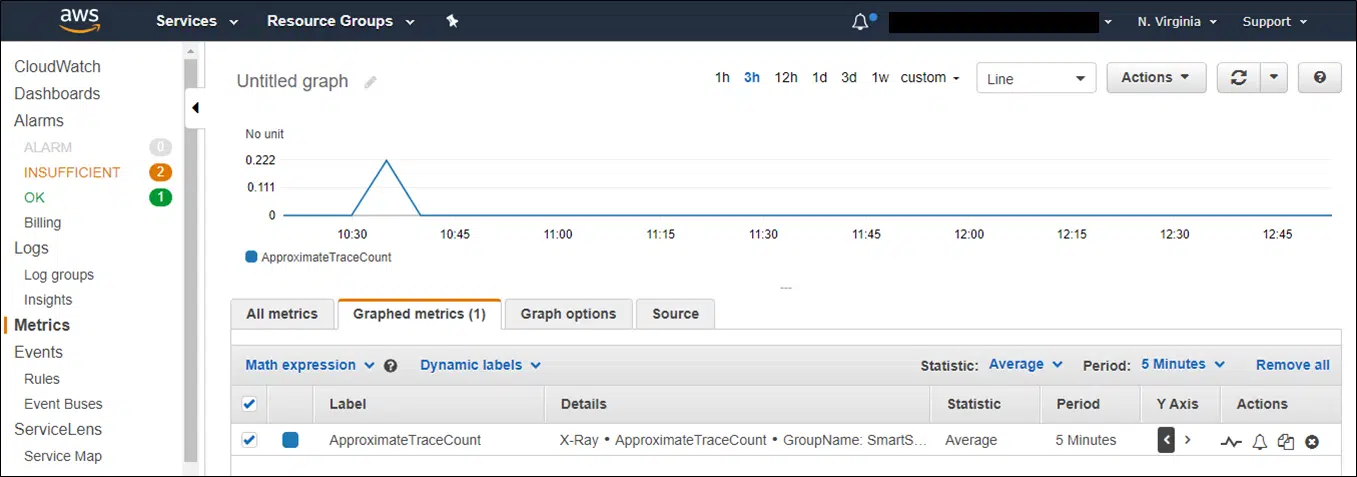 aws Services Resource Groups N. Virginia Support
CloudWatch
Dashboards
Alarms
ALARM 0
INSUFFICIENT 2
OK 1
Billing
Logs
Log groups
Insights
Metrics
Events
Rules
Event Buses
ServiceLens
Service Map
Untitled graph 1h 3h 12h 1d 3d 1w custom Line Actions ?
No unit
0.222
0.111
0
10:30 10:45 11:00 11:15 11:30 11:45 12:00 12:15 12:30 12:45
ApproximateTraceCount
All metrics Graphed metrics (1) Graph options Source
Math expression ? Dynamic labels Statistic: Average Period: 5 Minutes Remove all
Label Details Statistic Period Y Axis Actions
ApproximateTraceCount X-Ray • ApproximateTraceCount • GroupName: SmartS... Average 5 Minutes < >